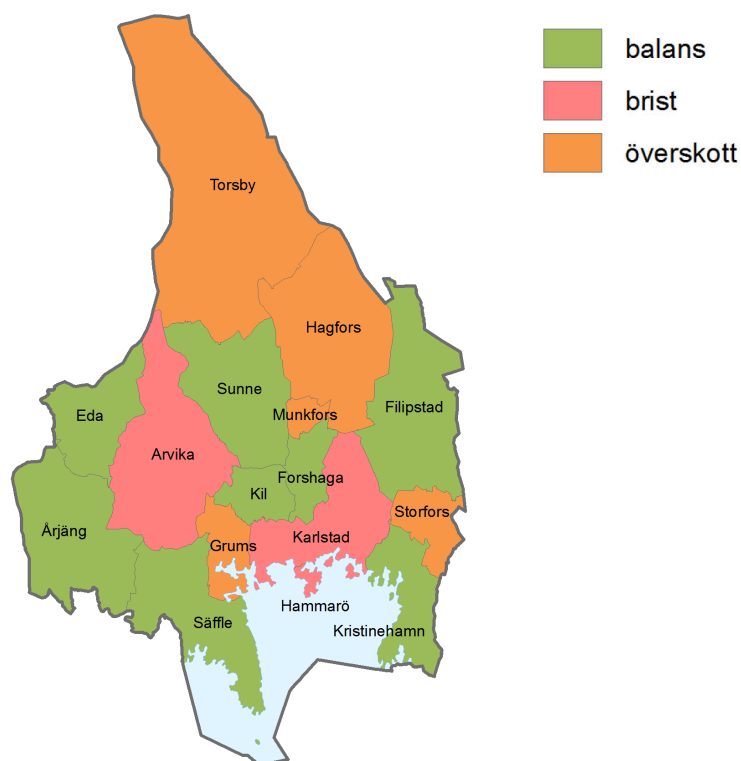 balans
brist
överskott
Torsby
Hagfors
Sunne
Filipstad
Eda
Munkfors
Arvika
Forshaga
Kil
Storfors
Årjäng
Karlstad
Grums
Hammarö
Säffle
Kristinehamn